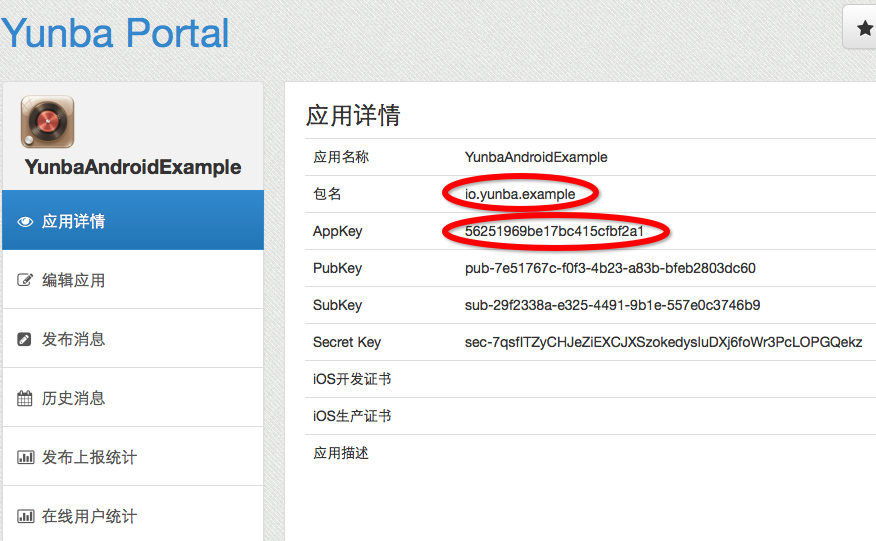 Yunba Portal
YunbaAndroidExample
应用详情
编辑应用
发布消息
历史消息
发布上报统计
在线用户统计
应用详情
应用名称 YunbaAndroidExample
包名 io.yunba.example
AppKey 56251969be17bc415cfbf2a1
PubKey pub-7e51767c-f0f3-4b23-a83b-bfeb2803dc60
SubKey sub-29f2338a-e325-4491-9b1e-557e0c3746b9
Secret Key sec-7qsfITZyCHJeZiEXCJXSzokedysluDXj6foWr3PcLOPGQekz
iOS开发证书
iOS生产证书
应用描述